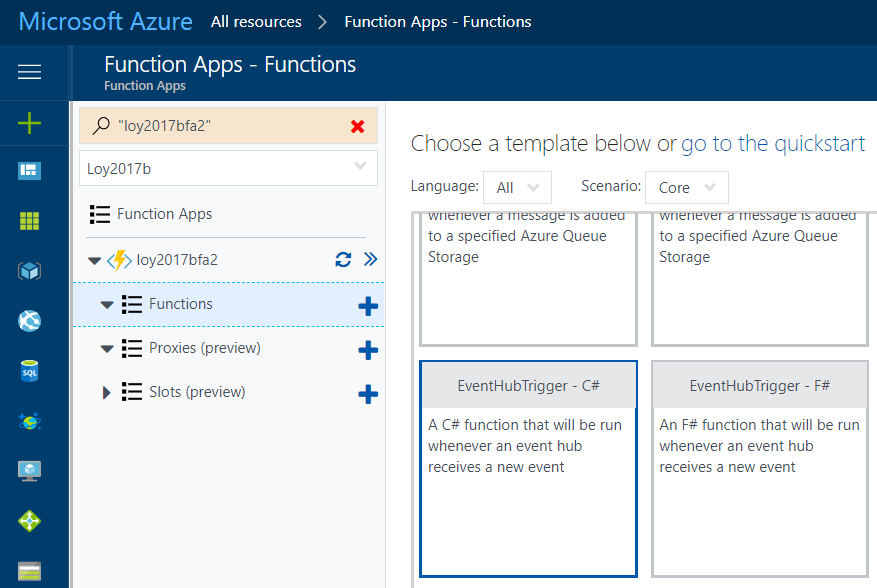 Microsoft Azure All resources Function Apps - Functions
Function Apps - Functions
Function Apps
"loy2017bfa2"
Loy2017b
Function Apps
loy2017bfa2
Functions
Proxies (preview)
Slots (preview)
SQL
Choose a template below or go to the quickstart
Language: All Scenario: Core
whenever a message is added
to a specified Azure Queue
Storage
whenever a message is added
to a specified Azure Queue
Storage
EventHubTrigger - C#
A C# function that will be run
whenever an event hub
receives a new event
EventHubTrigger - F#
An F# function that will be run
whenever an event hub
receives a new event